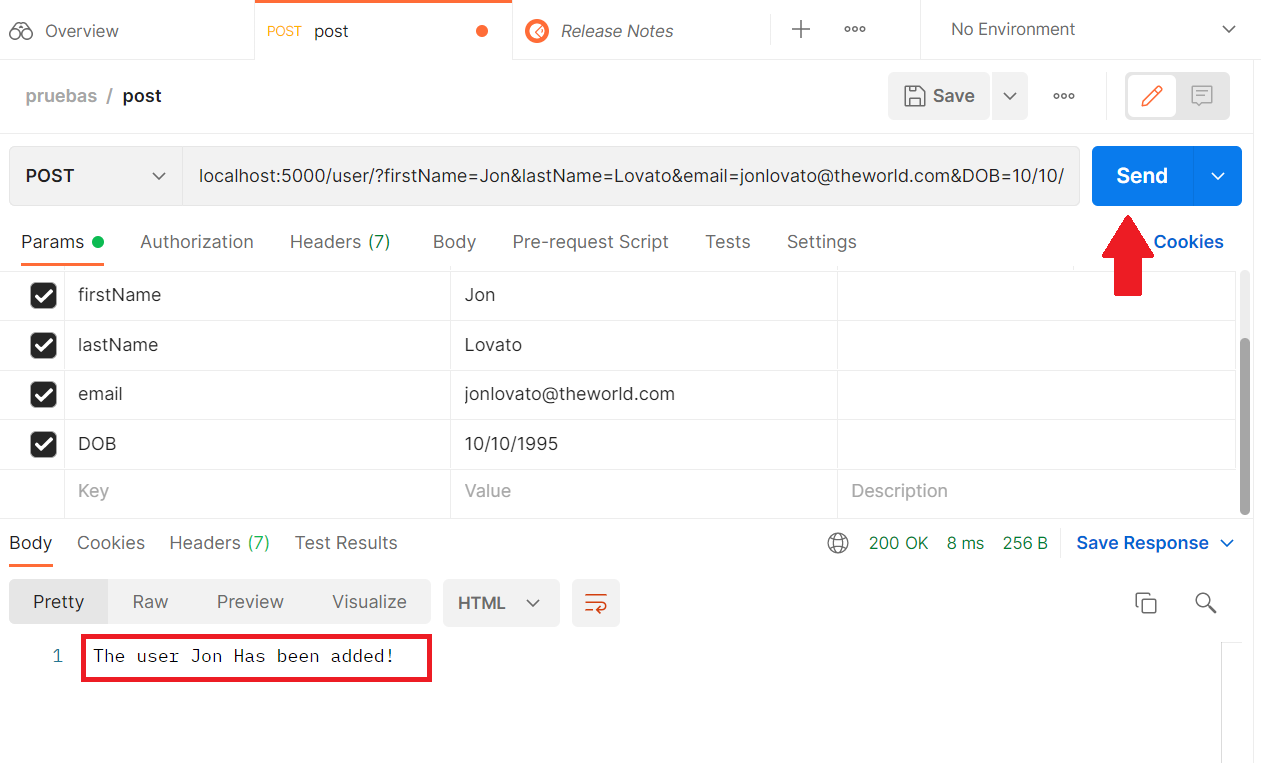 Overview POST post Release Notes No Environment
pruebas / post Save
POST localhost:5000/user/?firstName=Jon&lastName=Lovato&email=jonlovato@theworld.com&DOB=10/10/ Send
Params Authorization Headers (7) Body Pre-request Script Tests Settings Cookies
firstName Jon
lastName Lovato
email jonlovato@theworld.com
DOB 10/10/1995
Key Value Description
Body Cookies Headers (7) Test Results 200 OK 8 ms 256 B Save Response
Pretty Raw Preview Visualize HTML
1 The user Jon Has been added!